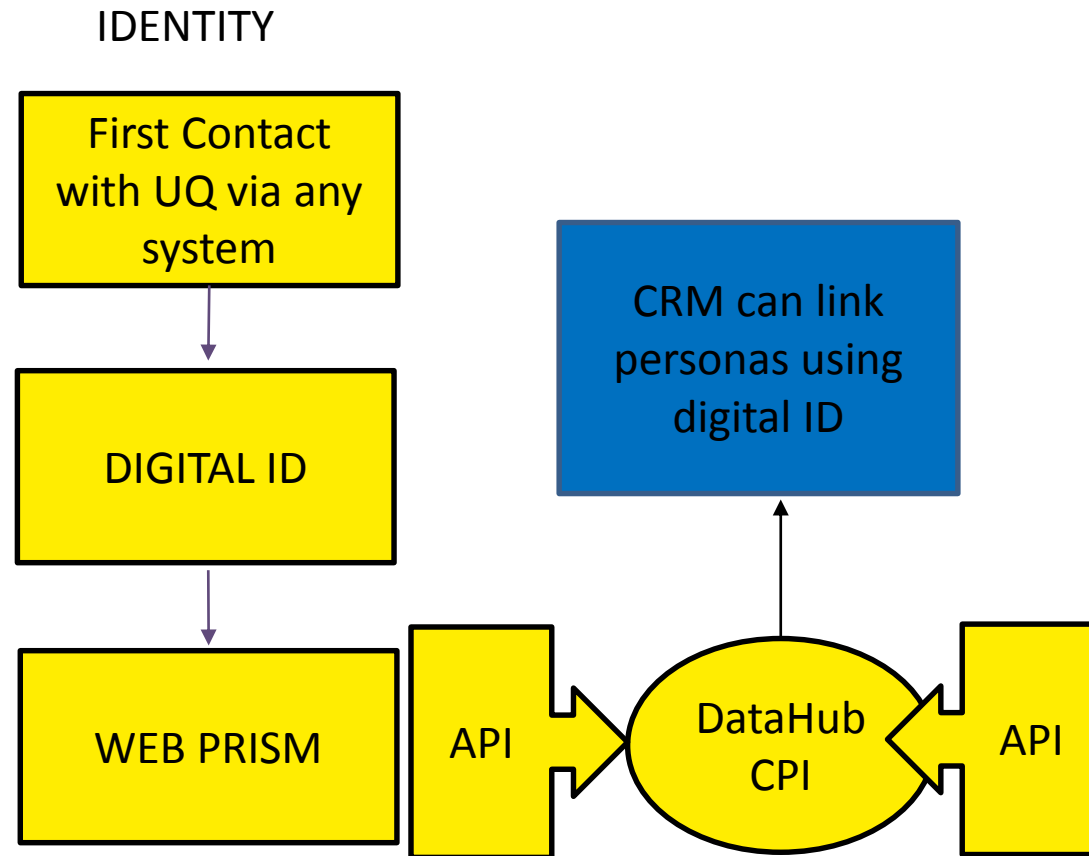 IDENTITY
First Contact
with UQ via any
system
DIGITAL ID
WEB PRISM
API
CRM can link
personas using
digital ID
DataHub
CPI
API